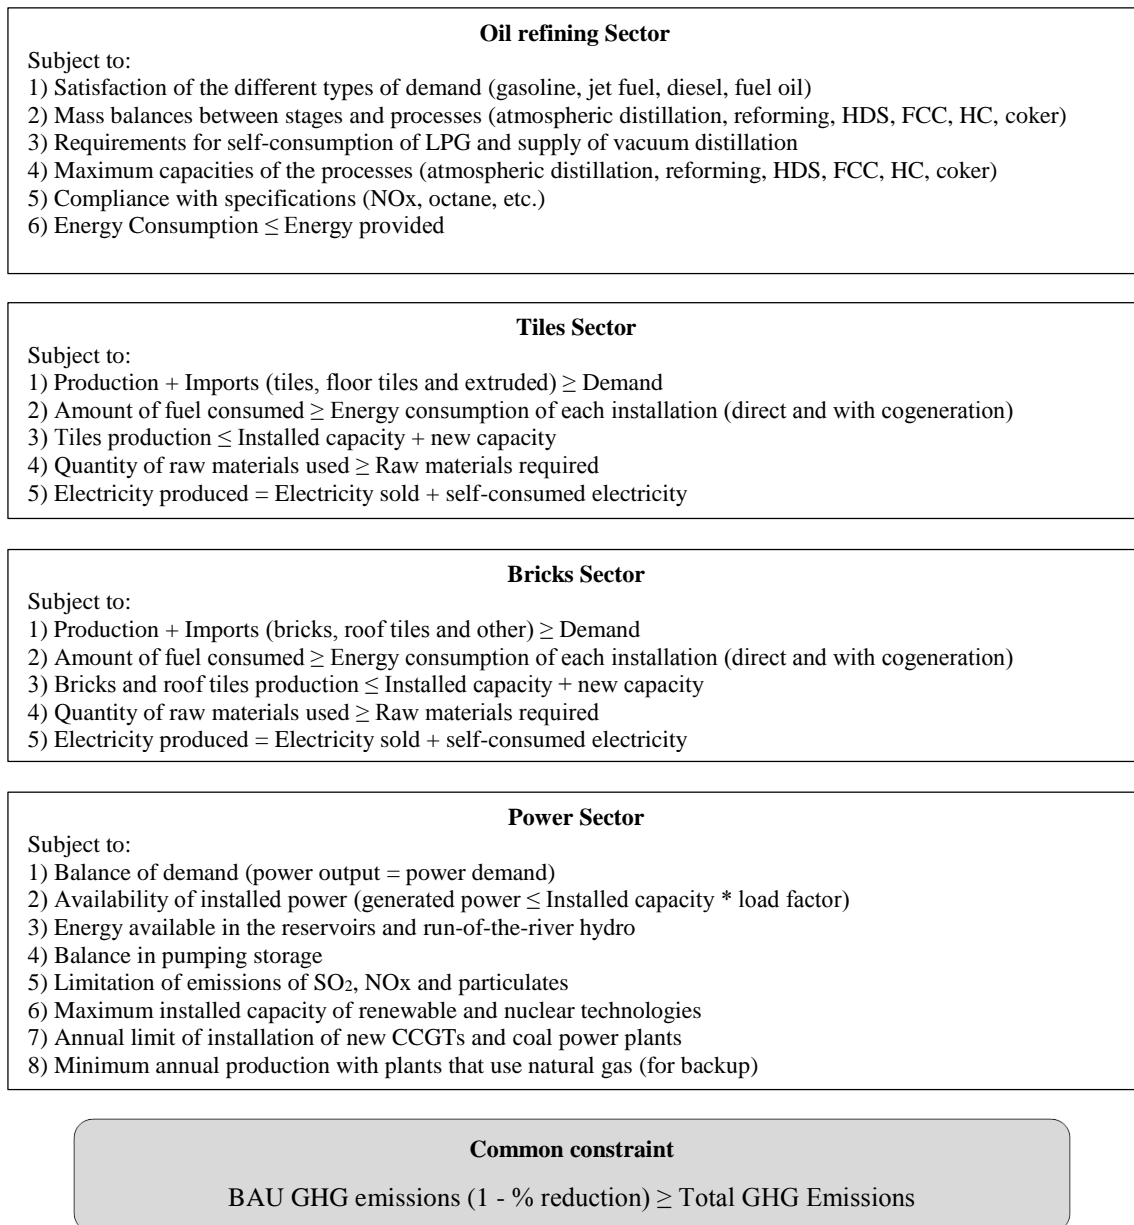 Oil refining Sector
Subject to:
1) Satisfaction of the different types of demand (gasoline, jet fuel, diesel, fuel oil)
2) Mass balances between stages and processes (atmospheric distillation, reforming, HDS, FCC, HC, coker)
3) Requirements for self-consumption of LPG and supply of vacuum distillation
4) Maximum capacities of the processes (atmospheric distillation, reforming, HDS, FCC, HC, coker)
5) Compliance with specifications (NOx, octane, etc.)
6) Energy Consumption ≤ Energy provided
Tiles Sector
Subject to:
1) Production + Imports (tiles, floor tiles and extruded) ≥ Demand
2) Amount of fuel consumed ≥ Energy consumption of each installation (direct and with cogeneration)
3) Tiles production ≤ Installed capacity + new capacity
4) Quantity of raw materials used ≥ Raw materials required
5) Electricity produced = Electricity sold + self-consumed electricity
Bricks Sector
Subject to:
1) Production + Imports (bricks, roof tiles and other) ≥ Demand
2) Amount of fuel consumed ≥ Energy consumption of each installation (direct and with cogeneration)
3) Bricks and roof tiles production ≤ Installed capacity + new capacity
4) Quantity of raw materials used ≥ Raw materials required
5) Electricity produced = Electricity sold + self-consumed electricity
Power Sector
Subject to:
1) Balance of demand (power output = power demand)
2) Availability of installed power (generated power ≤ Installed capacity * load factor)
3) Energy available in the reservoirs and run-of-the-river hydro
4) Balance in pumping storage
5) Limitation of emissions of SO₂, NOx and particulates
6) Maximum installed capacity of renewable and nuclear technologies
7) Annual limit of installation of new CCGTs and coal power plants
8) Minimum annual production with plants that use natural gas (for backup)
Common constraint
BAU GHG emissions (1 - % reduction) ≥ Total GHG Emissions